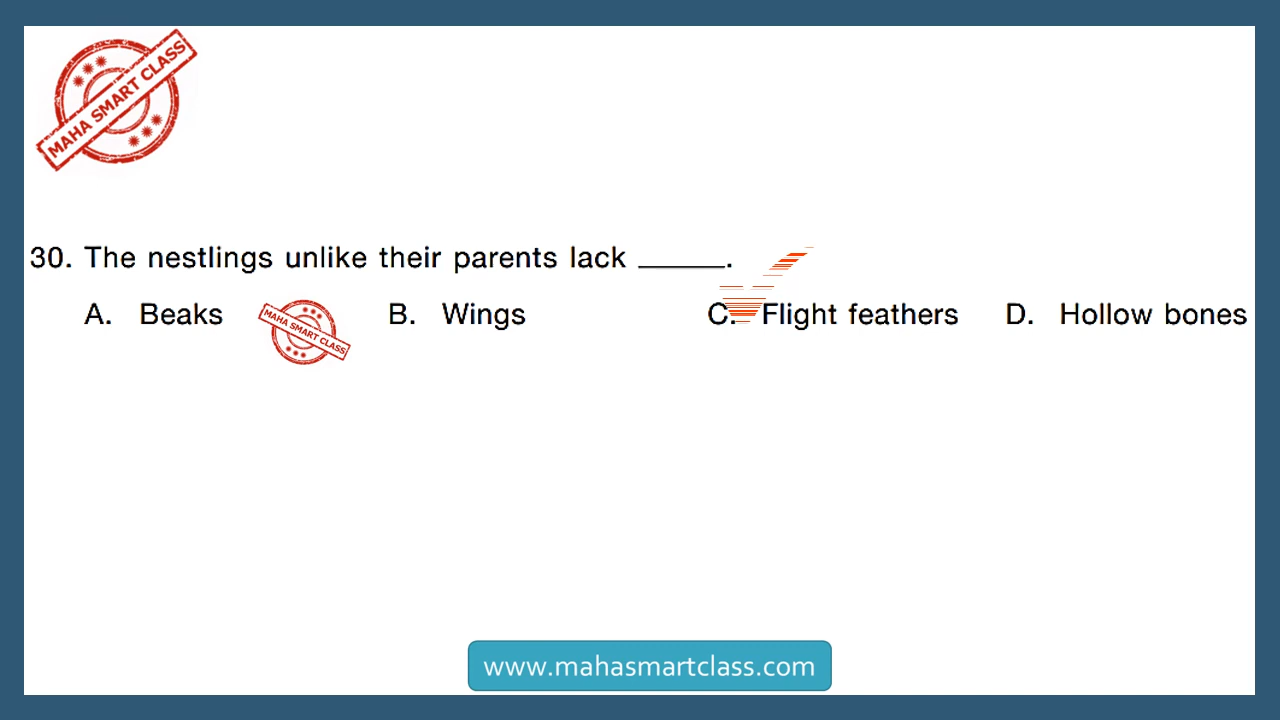 MAHA SMART CLASS
30. The nestlings unlike their parents lack ______.
A. Beaks B. Wings C. Flight feathers D. Hollow bones
MAHA SMART CLASS
www.mahasmartclass.com